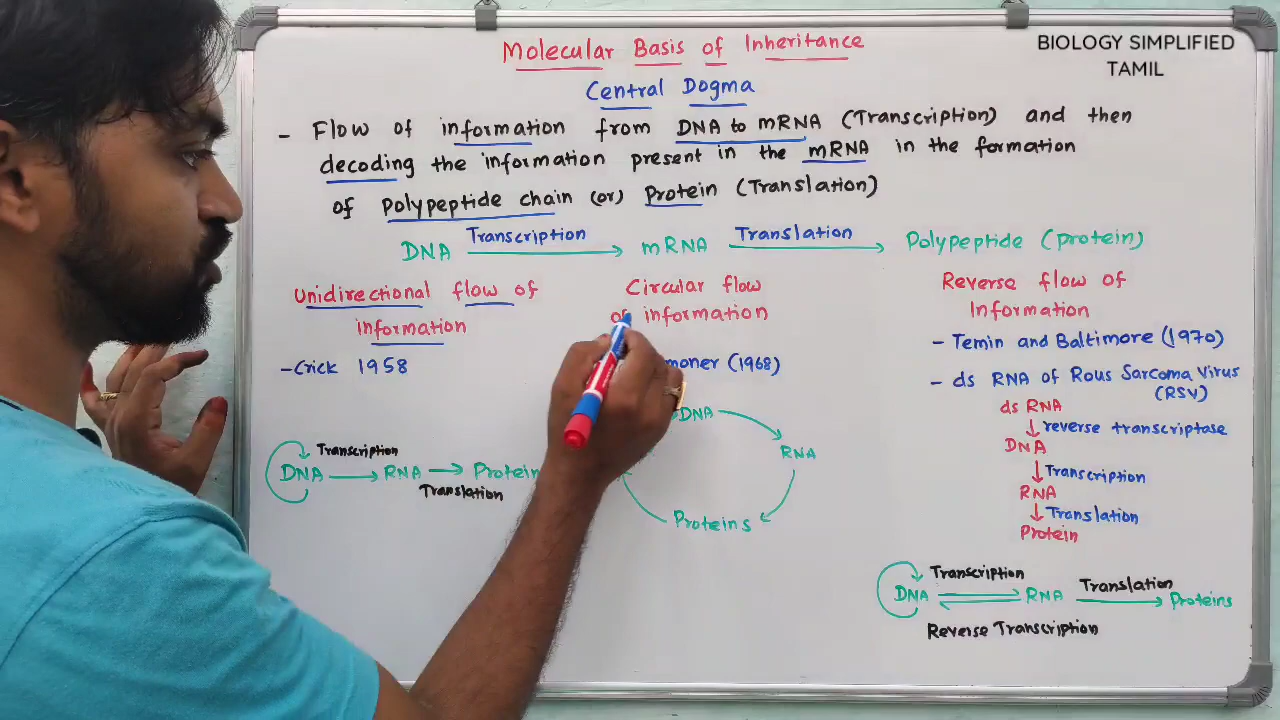 Molecular Basis of Inheritance
BIOLOGY SIMPLIFIED
TAMIL
Central Dogma
- Flow of information from DNA to mRNA (Transcription) and then
decoding the information present in the mRNA in the formation
of polypeptide chain (or) Protein (Translation)
DNA Transcription mRNA Translation Polypeptide (protein)
Unidirectional flow of
information
- Crick 1958
Transcription
DNA RNA Protein
Translation
Circular flow
of information
(1968)
DNA
RNA
Proteins
Reverse flow of
Information
- Temin and Baltimore (1970)
- ds RNA of Rous Sarcoma Virus
(RSV)
ds RNA
reverse transcriptase
DNA
Transcription
RNA
Translation
Protein
Transcription Translation
DNA RNA Proteins
Reverse Transcription